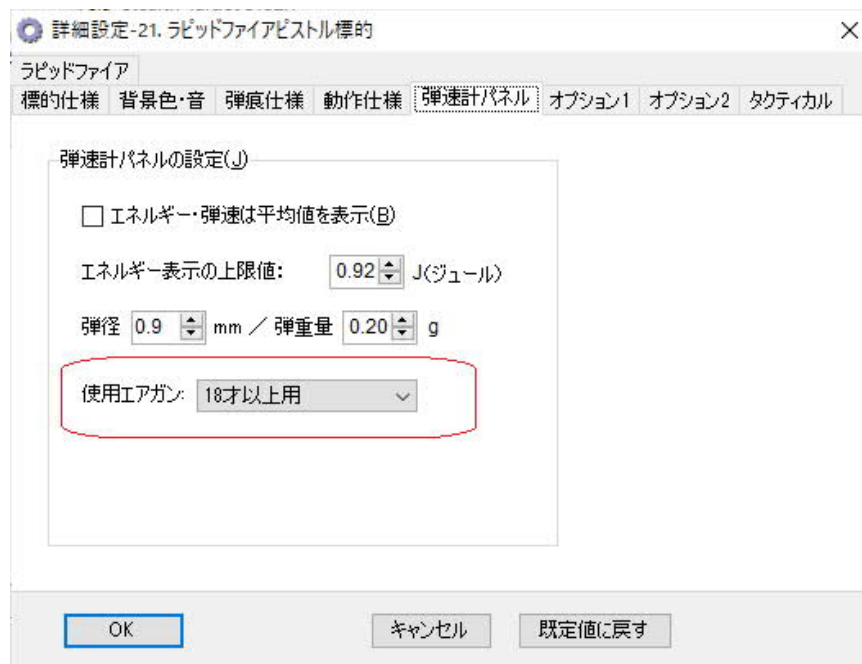 詳細設定-21. ラピッドファイアピストル標的
ラピッドファイア
標的仕様 背景色・音 弾痕仕様 動作仕様 弾速計パネル オプション1 オプション2 タクティカル
弾速計パネルの設定(J)
エネルギー・弾速は平均値を表示(B)
エネルギー表示の上限値: 0.92 J(ジュール)
弾径 0.9 mm ／ 弾重量 0.20 g
使用エアガン: 18才以上用
OK キャンセル 既定値に戻す